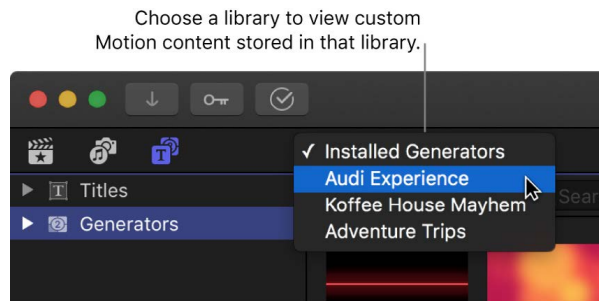 Choose a library to view custom
Motion content stored in that library.
✓ Installed Generators
Audi Experience
Titles
Koffee House Mayhem
Sear
Generators
Adventure Trips